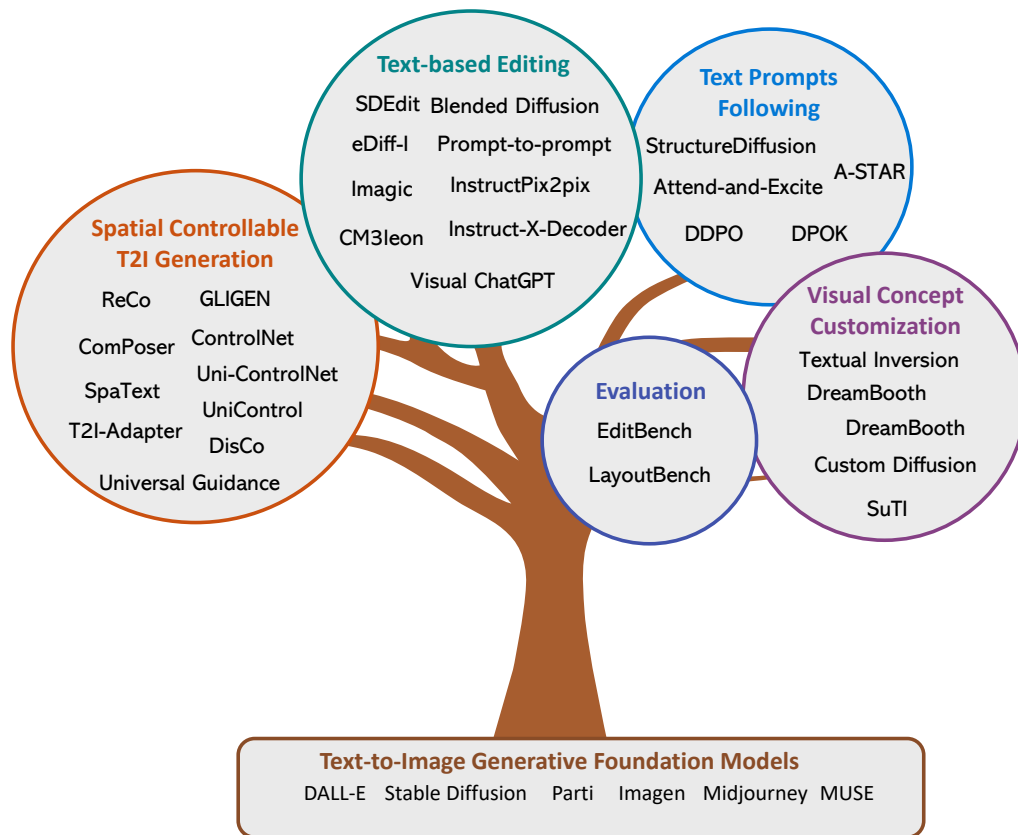 Text-based Editing
SDEdit Blended Diffusion
eDiff-I Prompt-to-prompt
Imagic InstructPix2pix
CM3leon Instruct-X-Decoder
Visual ChatGPT
Text Prompts
Following
StructureDiffusion
A-STAR
Attend-and-Excite
DDPO DPOK
Spatial Controllable
T2I Generation
ReCo GLIGEN
ComPoser ControlNet
SpaText Uni-ControlNet
T2I-Adapter UniControl
DisCo
Universal Guidance
Evaluation
EditBench
LayoutBench
Visual Concept
Customization
Textual Inversion
DreamBooth
DreamBooth
Custom Diffusion
SuTI
Text-to-Image Generative Foundation Models
DALL-E Stable Diffusion Parti Imagen Midjourney MUSE